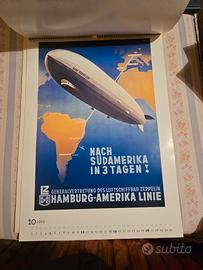 NACH
SÜDAMERIKA
IN 3 TAGEN!
GENERALVERTRETUNG DES LUFTSCHIFFBAU ZEPPELIN
HAMBURG-AMERIKA LINIE
10
subito